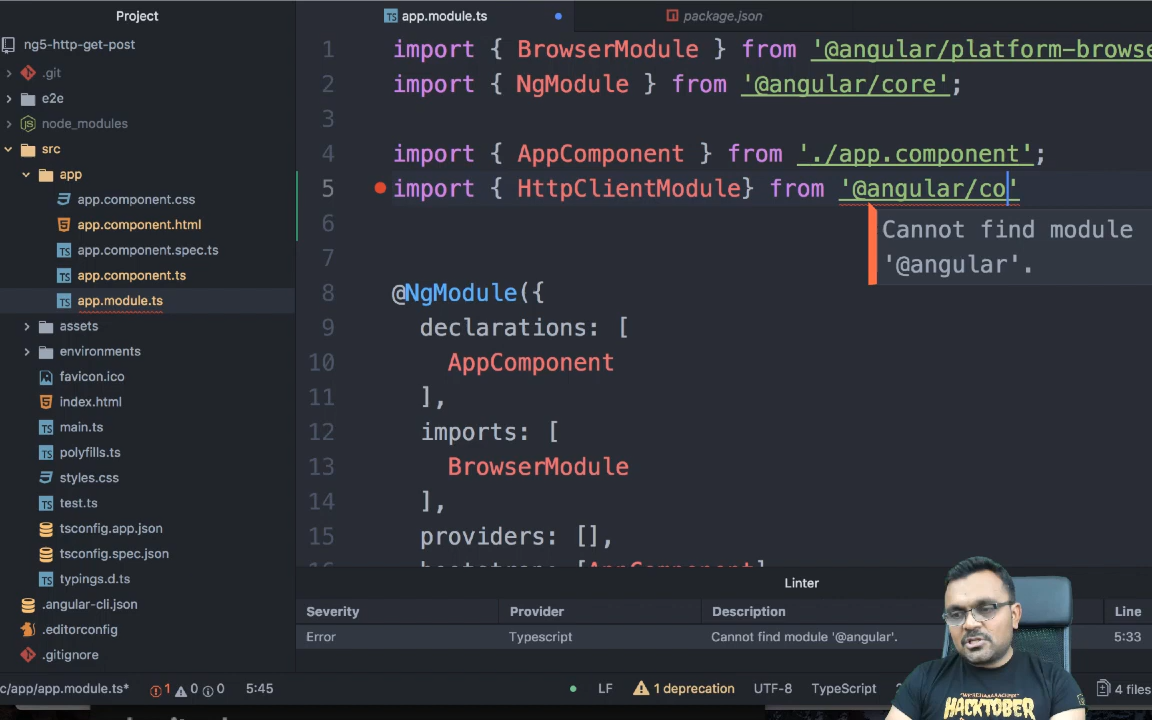 Project
app.module.ts
package.json
ng5-http-get-post
.git
e2e
node_modules
src
app
app.component.css
app.component.html
app.component.spec.ts
app.component.ts
app.module.ts
assets
environments
favicon.ico
index.html
main.ts
polyfills.ts
styles.css
test.ts
tsconfig.app.json
tsconfig.spec.json
typings.d.ts
.angular-cli.json
.editorconfig
.gitignore
1 import { BrowserModule } from '@angular/platform-browse
2 import { NgModule } from '@angular/core';
3
4 import { AppComponent } from './app.component';
5 import { HttpClientModule} from '@angular/co'
6
7
8 @NgModule({
9 declarations: [
10 AppComponent
11 ],
12 imports: [
13 BrowserModule
14 ],
15 providers: [],
Cannot find module
'@angular'.
Linter
Severity Provider Description Line
Error Typescript Cannot find module '@angular'. 5:33
c/app/app.module.ts* 1 0 0 5:45 LF 1 deprecation UTF-8 TypeScript 4 files
HACKTOBER